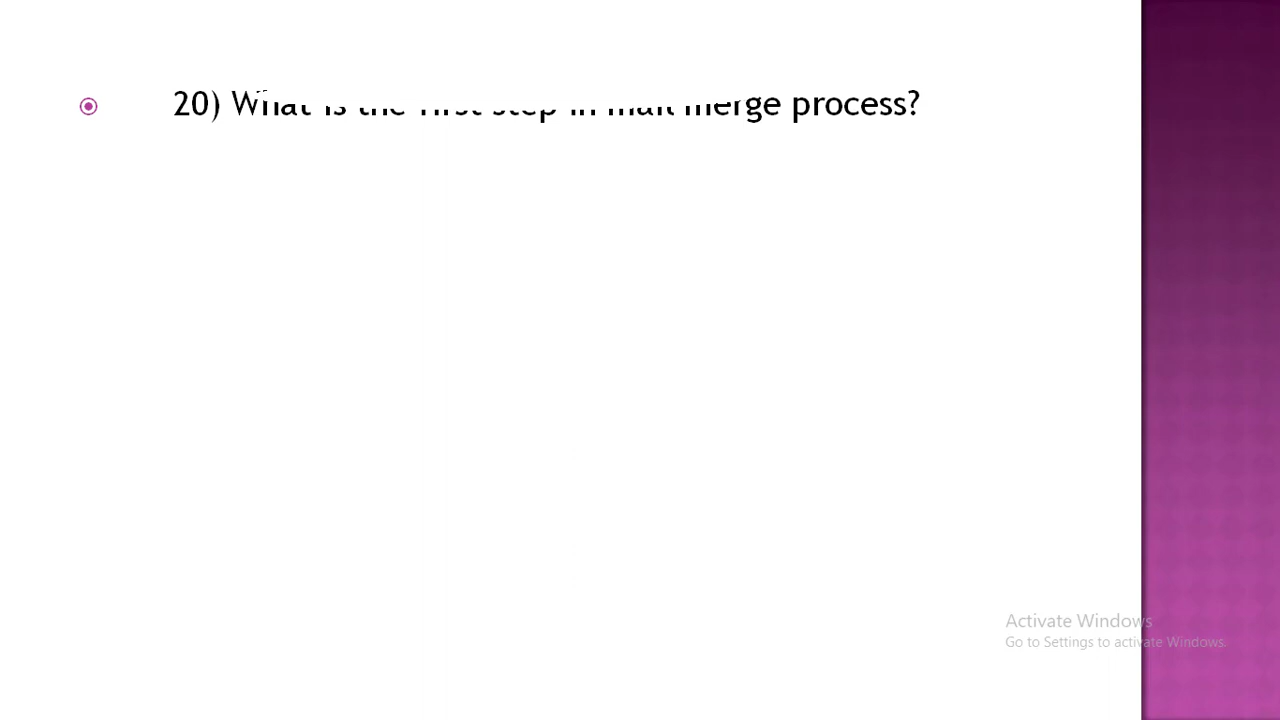 20) What is the first step in mail merge process?
Activate Windows
Go to Settings to activate Windows.